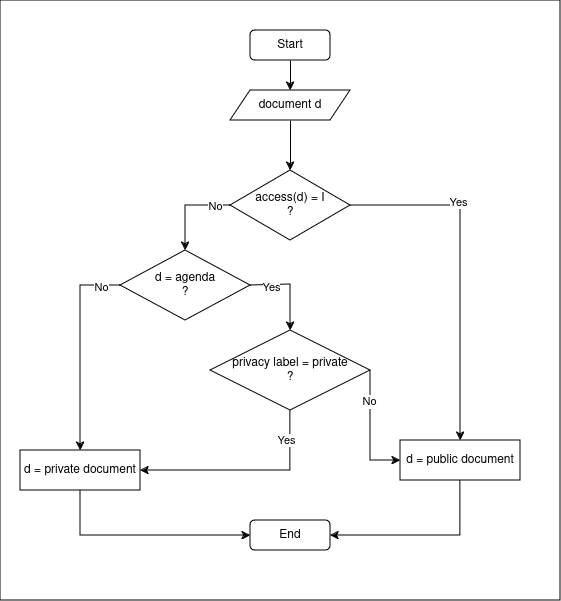 Start
document d
access(d) = I
?
No
Yes
d = agenda
?
No
Yes
privacy label = private
?
No
Yes
d = private document
d = public document
End